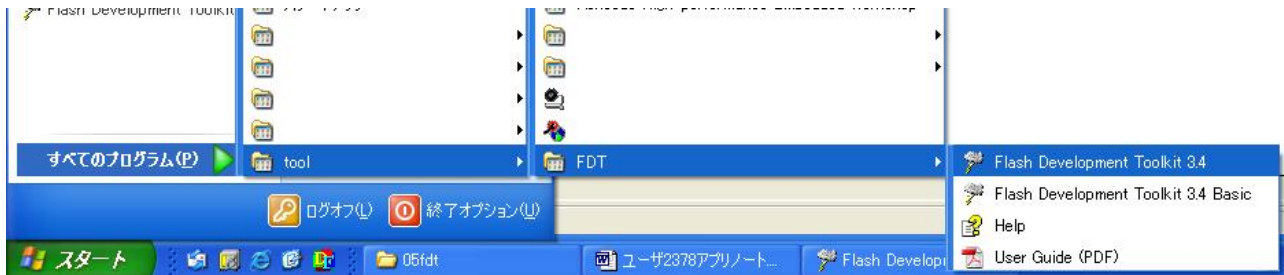 Flash Development Toolkit
すべてのプログラム(P)
tool
FDT
Flash Development Toolkit 3.4
Flash Development Toolkit 3.4 Basic
Help
User Guide (PDF)
ログオフ(L)
終了オプション(U)
スタート
05fdt
ユーザ2378アプリノート...
Flash Develop